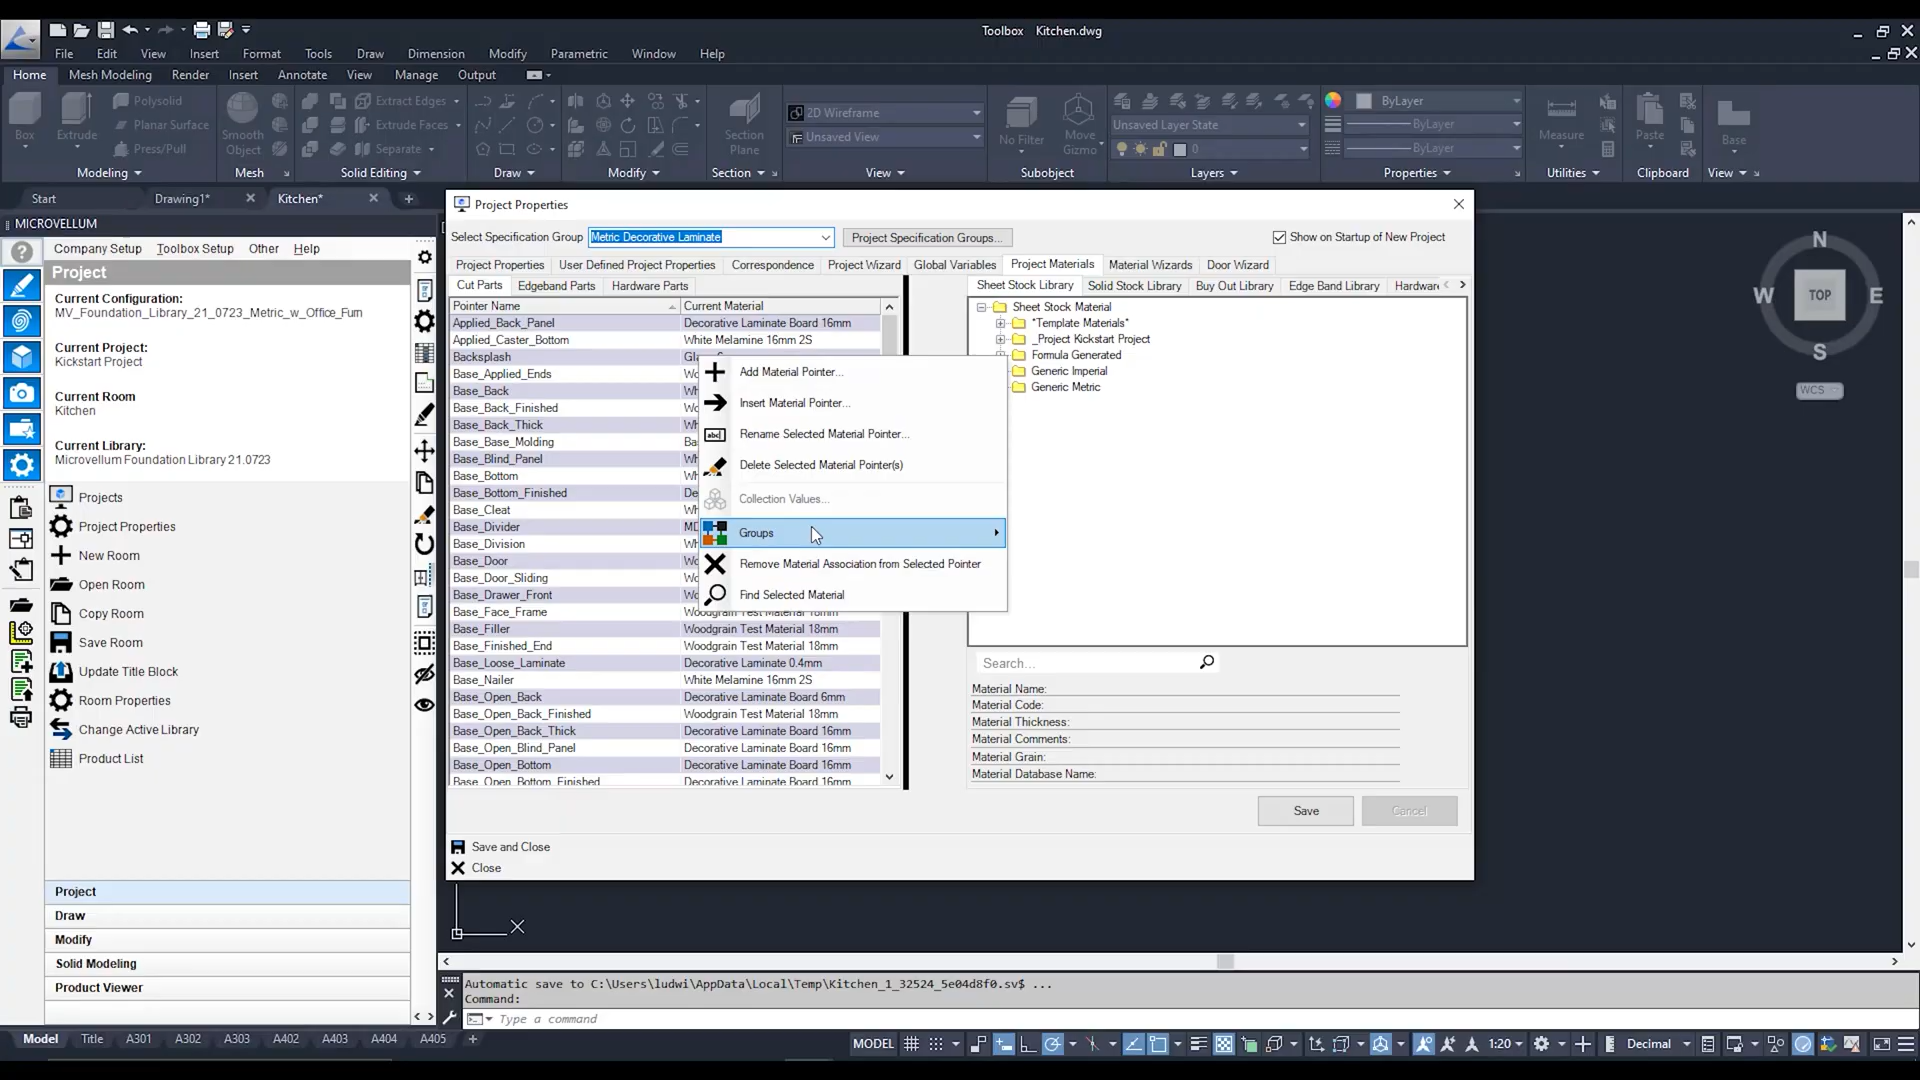 Toolbox Kitchen.dwg
File Edit View Insert Format Tools Draw Dimension Modify Parametric Window Help
Home Mesh Modeling Render Insert Annotate View Manage Output
Box
Extrude
Polysolid
Planar Surface
Press/Pull
Smooth Object
Extract Edges
Extrude Faces
Separate
Section Plane
2D Wireframe
Unsaved View
No Filter
Move Gizmo
Unsaved Layer State
0
ByLayer
ByLayer
ByLayer
Measure
Paste
Base
Modeling Mesh Solid Editing Draw Modify Section View Subobject Layers Properties Utilities Clipboard View
Start Drawing1* Kitchen*
MICROVELLUM
Company Setup Toolbox Setup Other Help
Project
Current Configuration:
MV_Foundation_Library_21_0723_Metric_w_Office_Furn
Current Project:
Kickstart Project
Current Room
Kitchen
Current Library:
Microvellum Foundation Library 21.0723
Projects
Project Properties
New Room
Open Room
Copy Room
Save Room
Update Title Block
Room Properties
Change Active Library
Product List
Project
Draw
Modify
Solid Modeling
Product Viewer
Project Properties
Select Specification Group Metric Decorative Laminate Project Specification Groups... Show on Startup of New Project
Project Properties User Defined Project Properties Correspondence Project Wizard Global Variables Project Materials Material Wizards Door Wizard
Cut Parts Edgeband Parts Hardware Parts
Pointer Name Current Material
Applied_Back_Panel Decorative Laminate Board 16mm
Applied_Caster_Bottom White Melamine 16mm 2S
Backsplash
Base_Applied_Ends
Base_Back
Base_Back_Finished
Base_Back_Thick
Base_Base_Molding
Base_Blind_Panel
Base_Bottom
Base_Bottom_Finished
Base_Cleat
Base_Divider
Base_Division
Base_Door
Base_Door_Sliding
Base_Drawer_Front
Base_Face_Frame Woodgrain Test Material 18mm
Base_Filler Woodgrain Test Material 18mm
Base_Finished_End Woodgrain Test Material 18mm
Base_Loose_Laminate Decorative Laminate 0.4mm
Base_Nailer White Melamine 16mm 2S
Base_Open_Back Decorative Laminate Board 6mm
Base_Open_Back_Finished Woodgrain Test Material 18mm
Base_Open_Back_Thick Decorative Laminate Board 16mm
Base_Open_Blind_Panel Decorative Laminate Board 16mm
Base_Open_Bottom Decorative Laminate Board 16mm
Base_Open_Bottom_Finished Decorative Laminate Board 16mm
Add Material Pointer...
Insert Material Pointer...
Rename Selected Material Pointer...
Delete Selected Material Pointer(s)
Collection Values...
Groups
Remove Material Association from Selected Pointer
Find Selected Material
Sheet Stock Library Solid Stock Library Buy Out Library Edge Band Library Hardware
Sheet Stock Material
*Template Materials*
_Project Kickstart Project
Formula Generated
Generic Imperial
Generic Metric
Search...
Material Name:
Material Code:
Material Thickness:
Material Comments:
Material Grain:
Material Database Name:
Save Cancel
Save and Close
Close
N
W TOP E
S
WCS
X
Automatic save to C:\Users\ludwi\AppData\Local\Temp\Kitchen_1_32524_5e04d8f0.sv$ ...
Command:
Type a command
Model Title A301 A302 A303 A402 A403 A404 A405
MODEL 1:20 Decimal